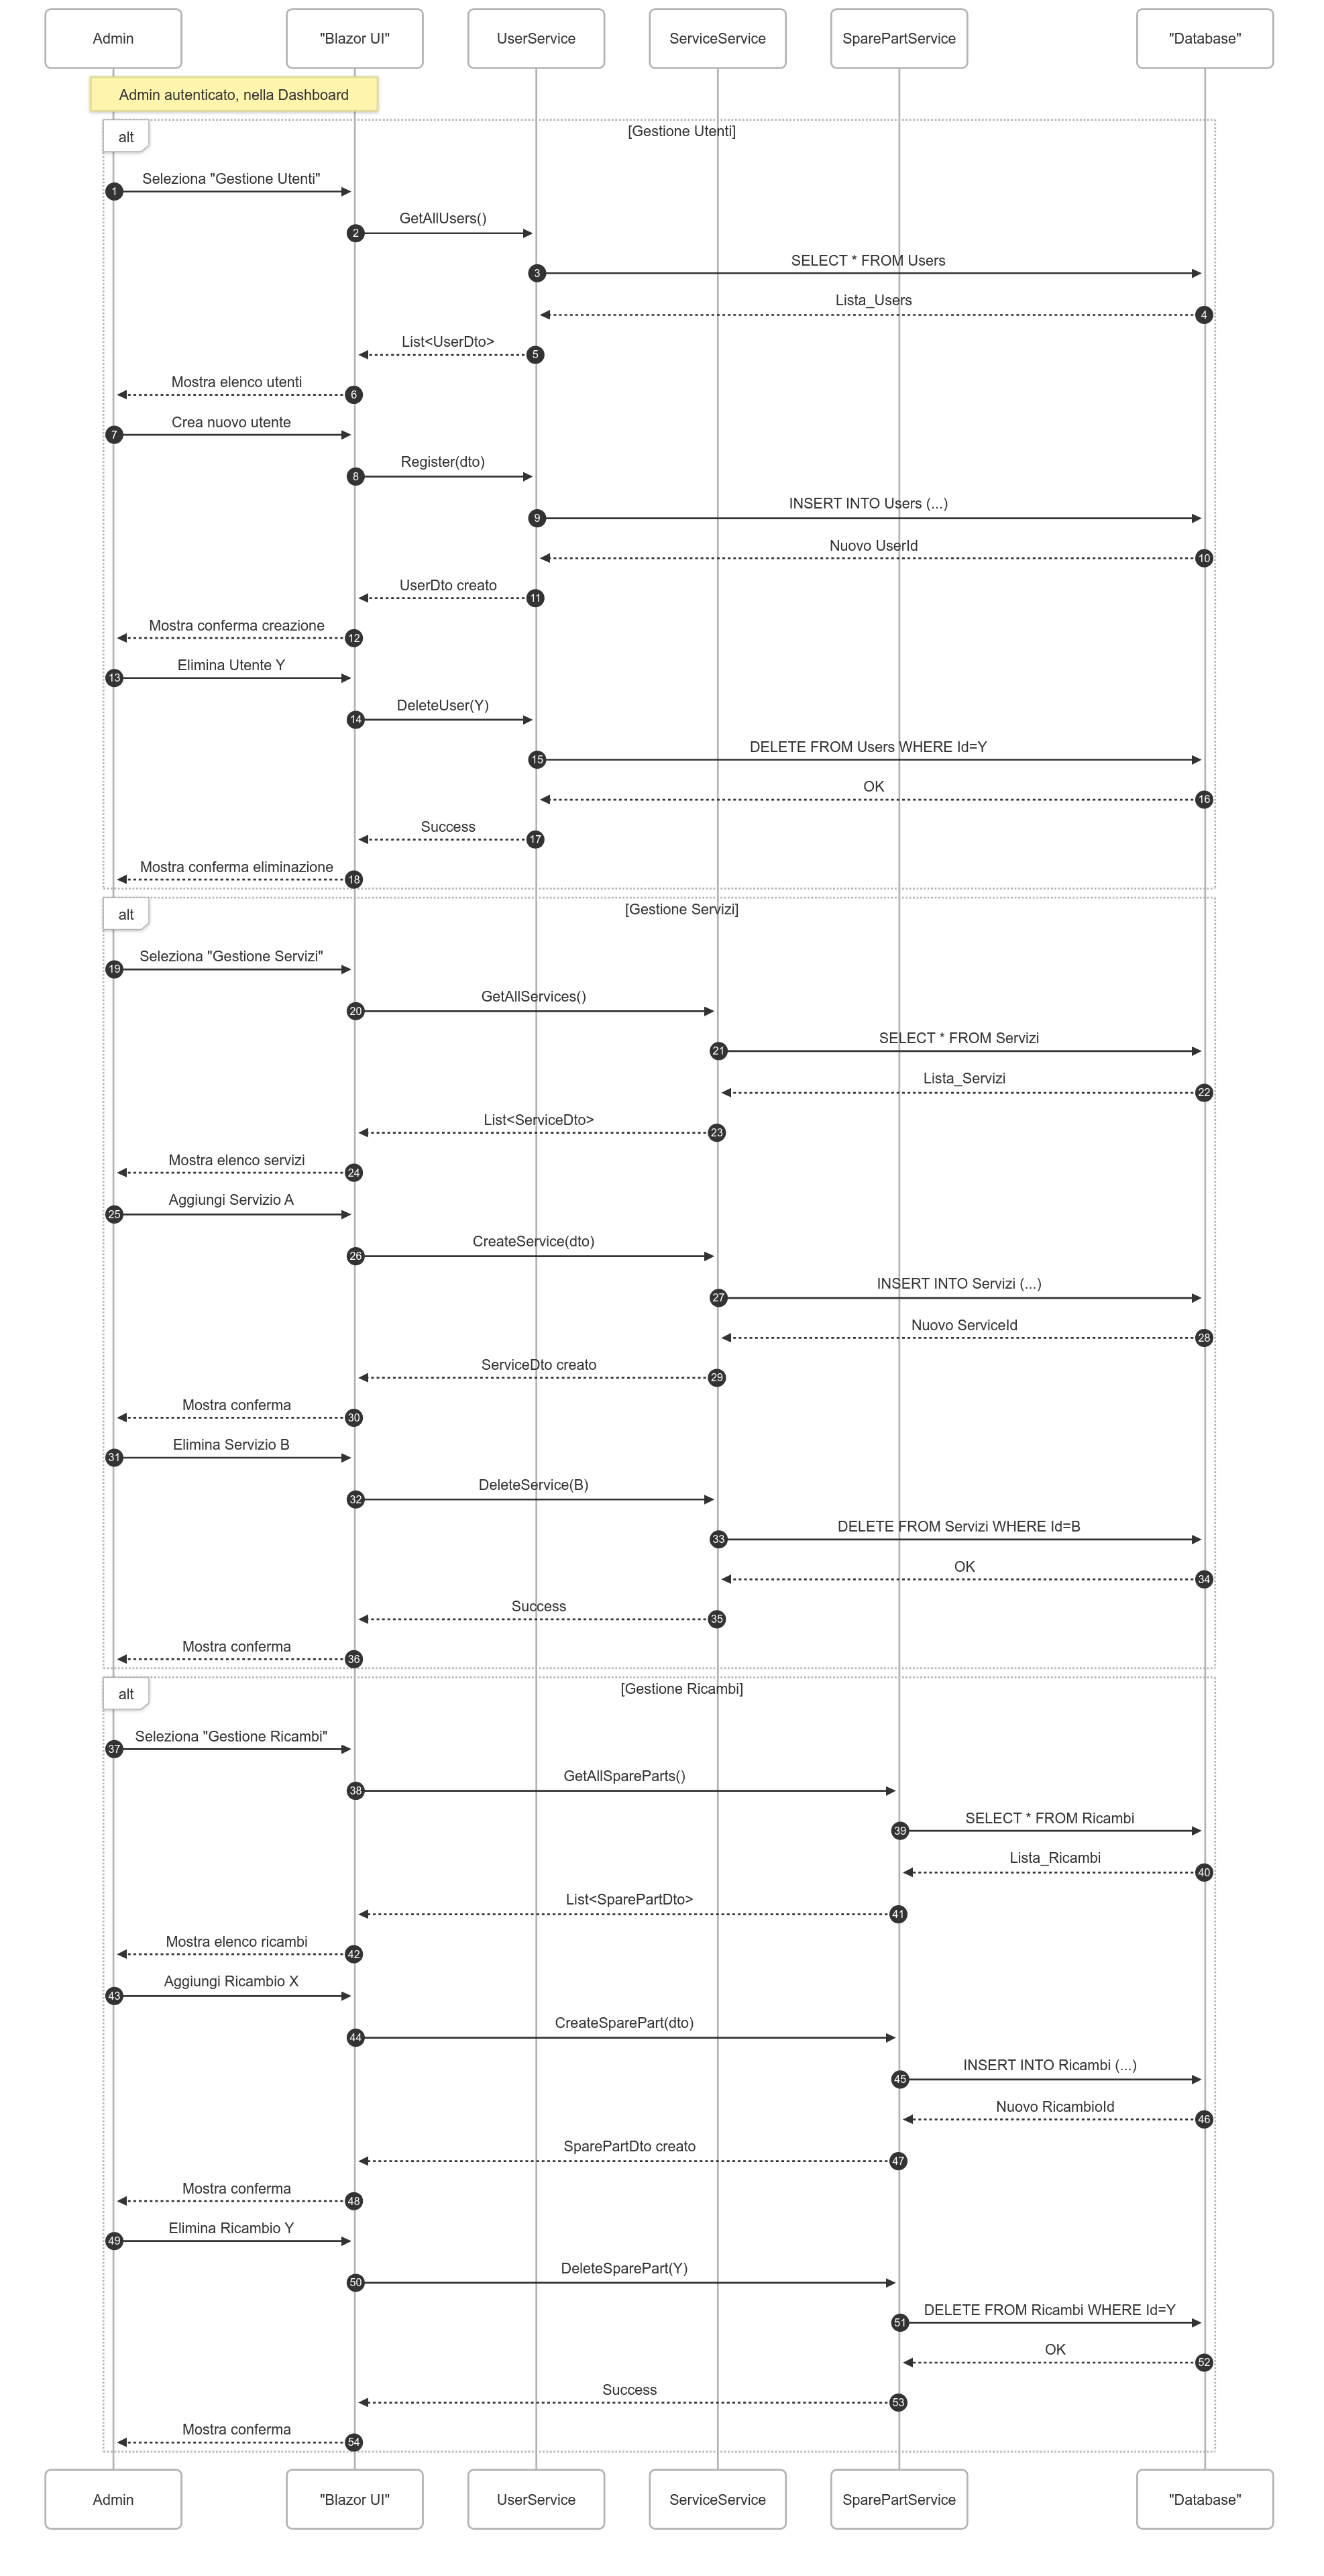 Admin
"Blazor UI"
UserService
ServiceService
SparePartService
"Database"
Admin autenticato, nella Dashboard
alt
[Gestione Utenti]
Seleziona "Gestione Utenti"
1
GetAllUsers()
2
SELECT * FROM Users
3
Lista_Users
4
List<UserDto>
5
Mostra elenco utenti
6
Crea nuovo utente
7
Register(dto)
8
INSERT INTO Users (...)
9
Nuovo UserId
10
UserDto creato
11
Mostra conferma creazione
12
Elimina Utente Y
13
DeleteUser(Y)
14
DELETE FROM Users WHERE Id=Y
15
OK
16
Success
17
Mostra conferma eliminazione
18
alt
[Gestione Servizi]
Seleziona "Gestione Servizi"
19
GetAllServices()
20
SELECT * FROM Servizi
21
Lista_Servizi
22
List<ServiceDto>
23
Mostra elenco servizi
24
Aggiungi Servizio A
25
CreateService(dto)
26
INSERT INTO Servizi (...)
27
Nuovo ServiceId
28
ServiceDto creato
29
Mostra conferma
30
Elimina Servizio B
31
DeleteService(B)
32
DELETE FROM Servizi WHERE Id=B
33
OK
34
Success
35
Mostra conferma
36
alt
[Gestione Ricambi]
Seleziona "Gestione Ricambi"
37
GetAllSpareParts()
38
SELECT * FROM Ricambi
39
Lista_Ricambi
40
List<SparePartDto>
41
Mostra elenco ricambi
42
Aggiungi Ricambio X
43
CreateSparePart(dto)
44
INSERT INTO Ricambi (...)
45
Nuovo RicambioId
46
SparePartDto creato
47
Mostra conferma
48
Elimina Ricambio Y
49
DeleteSparePart(Y)
50
DELETE FROM Ricambi WHERE Id=Y
51
OK
52
Success
53
Mostra conferma
54
Admin
"Blazor UI"
UserService
ServiceService
SparePartService
"Database"